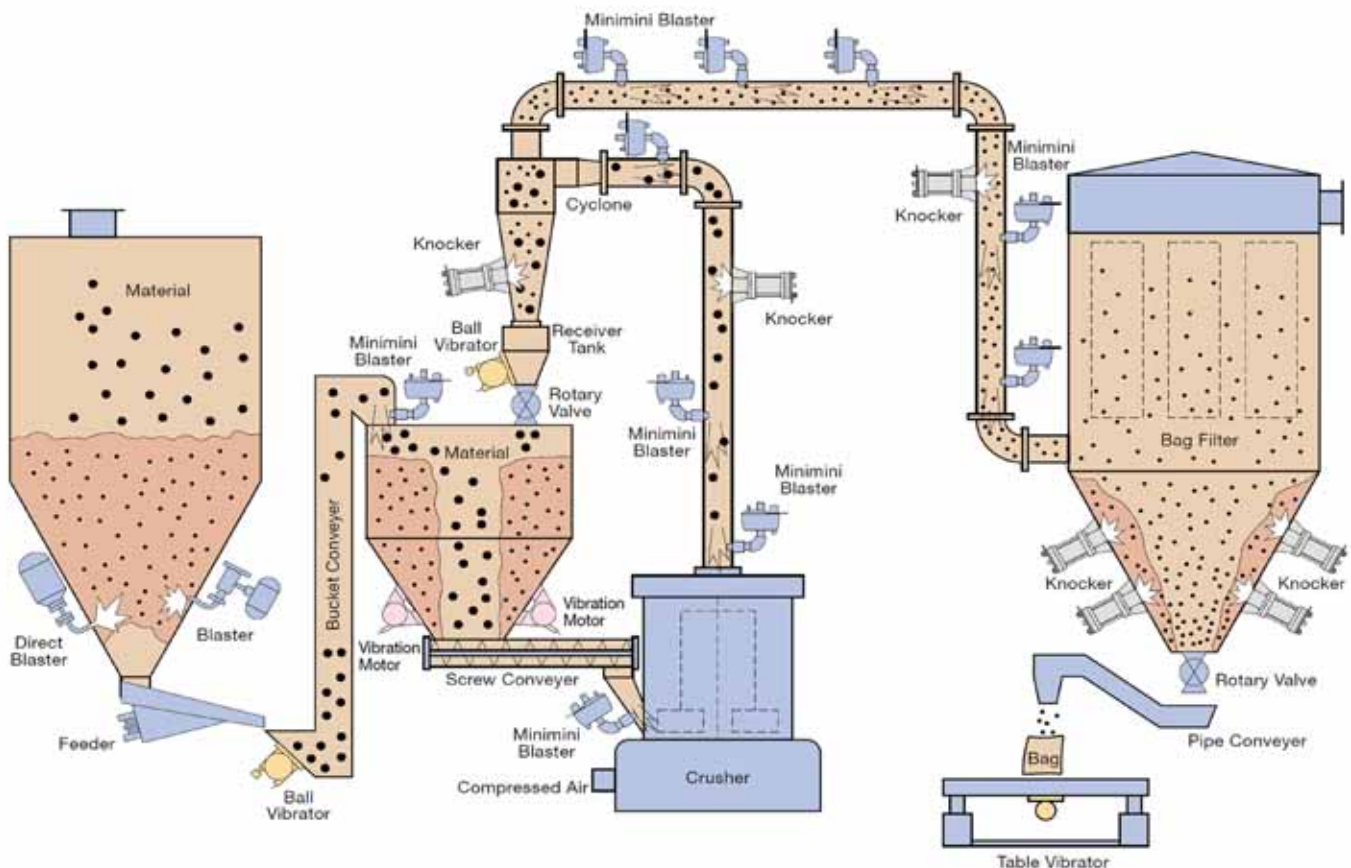 Minimini Blaster
Minimini
Blaster
Knocker
Cyclone
Knocker
Material
Knocker
Ball
Vibrator
Receiver
Tank
Minimini
Blaster
Rotary
Valve
Minimini
Blaster
Bag Filter
Material
Minimini
Blaster
Bucket Conveyer
Knocker
Knocker
Vibration
Motor
Direct
Blaster
Blaster
Vibration
Motor
Screw Conveyer
Rotary Valve
Feeder
Minimini
Blaster
Pipe Conveyer
Bag
Crusher
Compressed Air
Ball
Vibrator
Table Vibrator